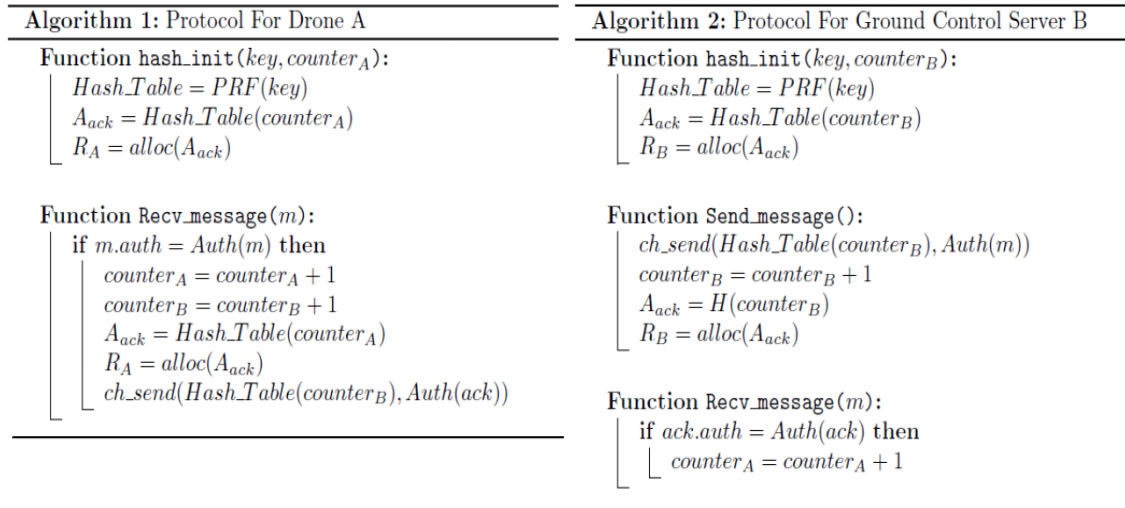 Algorithm 1: Protocol For Drone A
Function hash_init(key, counter_A):
Hash_Table = PRF(key)
A_ack = Hash_Table(counter_A)
R_A = alloc(A_ack)
Function Recv_message(m):
if m.auth = Auth(m) then
counter_A = counter_A + 1
counter_B = counter_B + 1
A_ack = Hash_Table(counter_A)
R_A = alloc(A_ack)
ch_send(Hash_Table(counter_B), Auth(ack))
Algorithm 2: Protocol For Ground Control Server B
Function hash_init(key, counter_B):
Hash_Table = PRF(key)
A_ack = Hash_Table(counter_B)
R_B = alloc(A_ack)
Function Send_message():
ch_send(Hash_Table(counter_B), Auth(m))
counter_B = counter_B + 1
A_ack = H(counter_B)
R_B = alloc(A_ack)
Function Recv_message(m):
if ack.auth = Auth(ack) then
counter_A = counter_A + 1